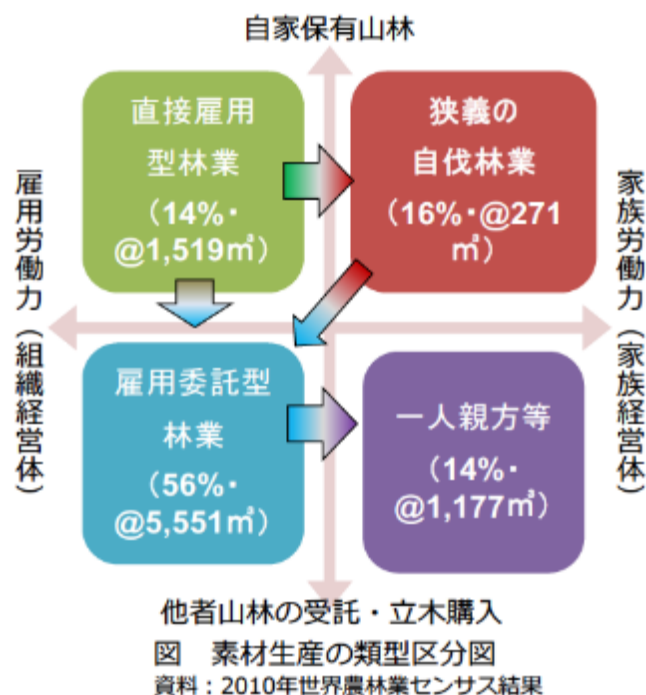 自家保有山林
直接雇用
型林業
（14%・
@1,519㎥）
狭義の
自伐林業
（16%・@271
㎥）
雇用労働力（組織経営体）
家族労働力（家族経営体）
雇用委託型
林業
（56%・
@5,551㎥）
一人親方等
（14%・
@1,177㎥）
他者山林の受託・立木購入
図　素材生産の類型区分図
資料：2010年世界農林業センサス結果